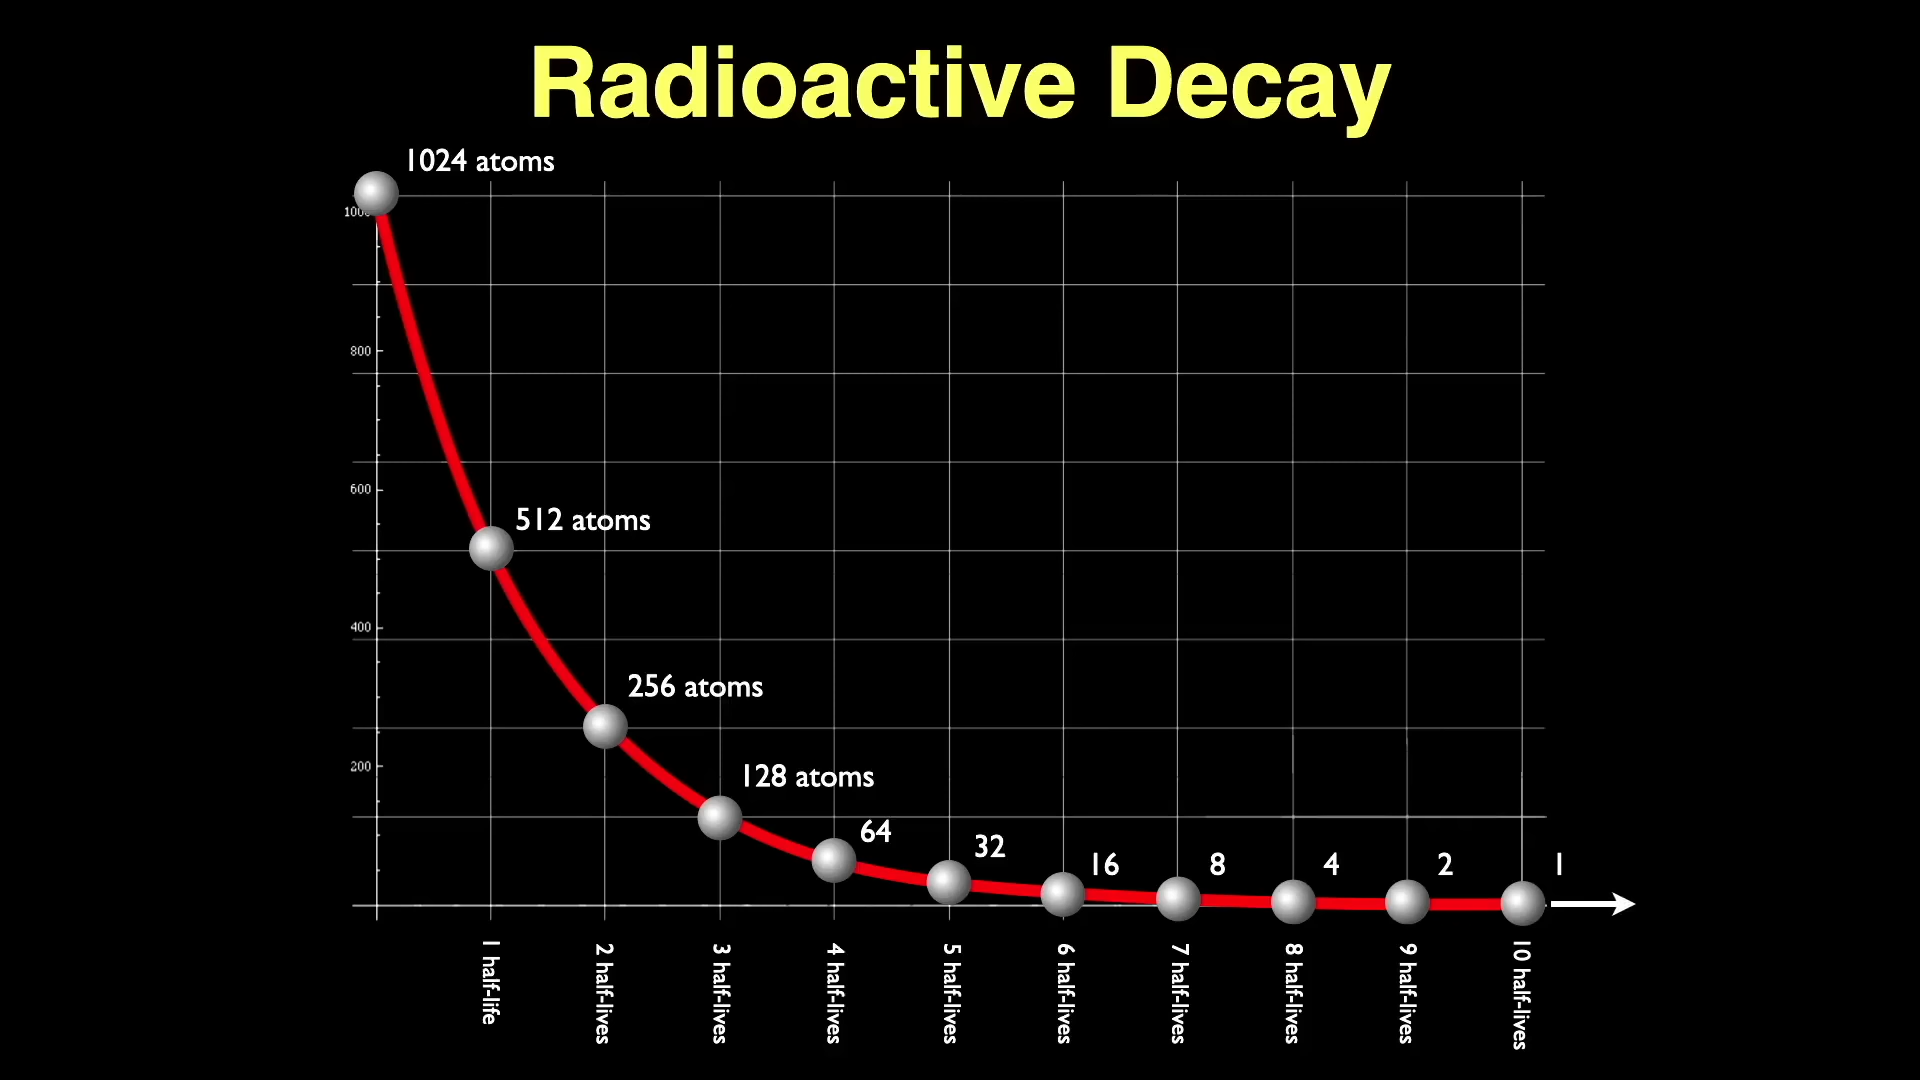 Radioactive Decay
1024 atoms
1000
800
600
512 atoms
400
256 atoms
200
128 atoms
64
32
16
8
4
2
1
1 half-life
2 half-lives
3 half-lives
4 half-lives
5 half-lives
6 half-lives
7 half-lives
8 half-lives
9 half-lives
10 half-lives